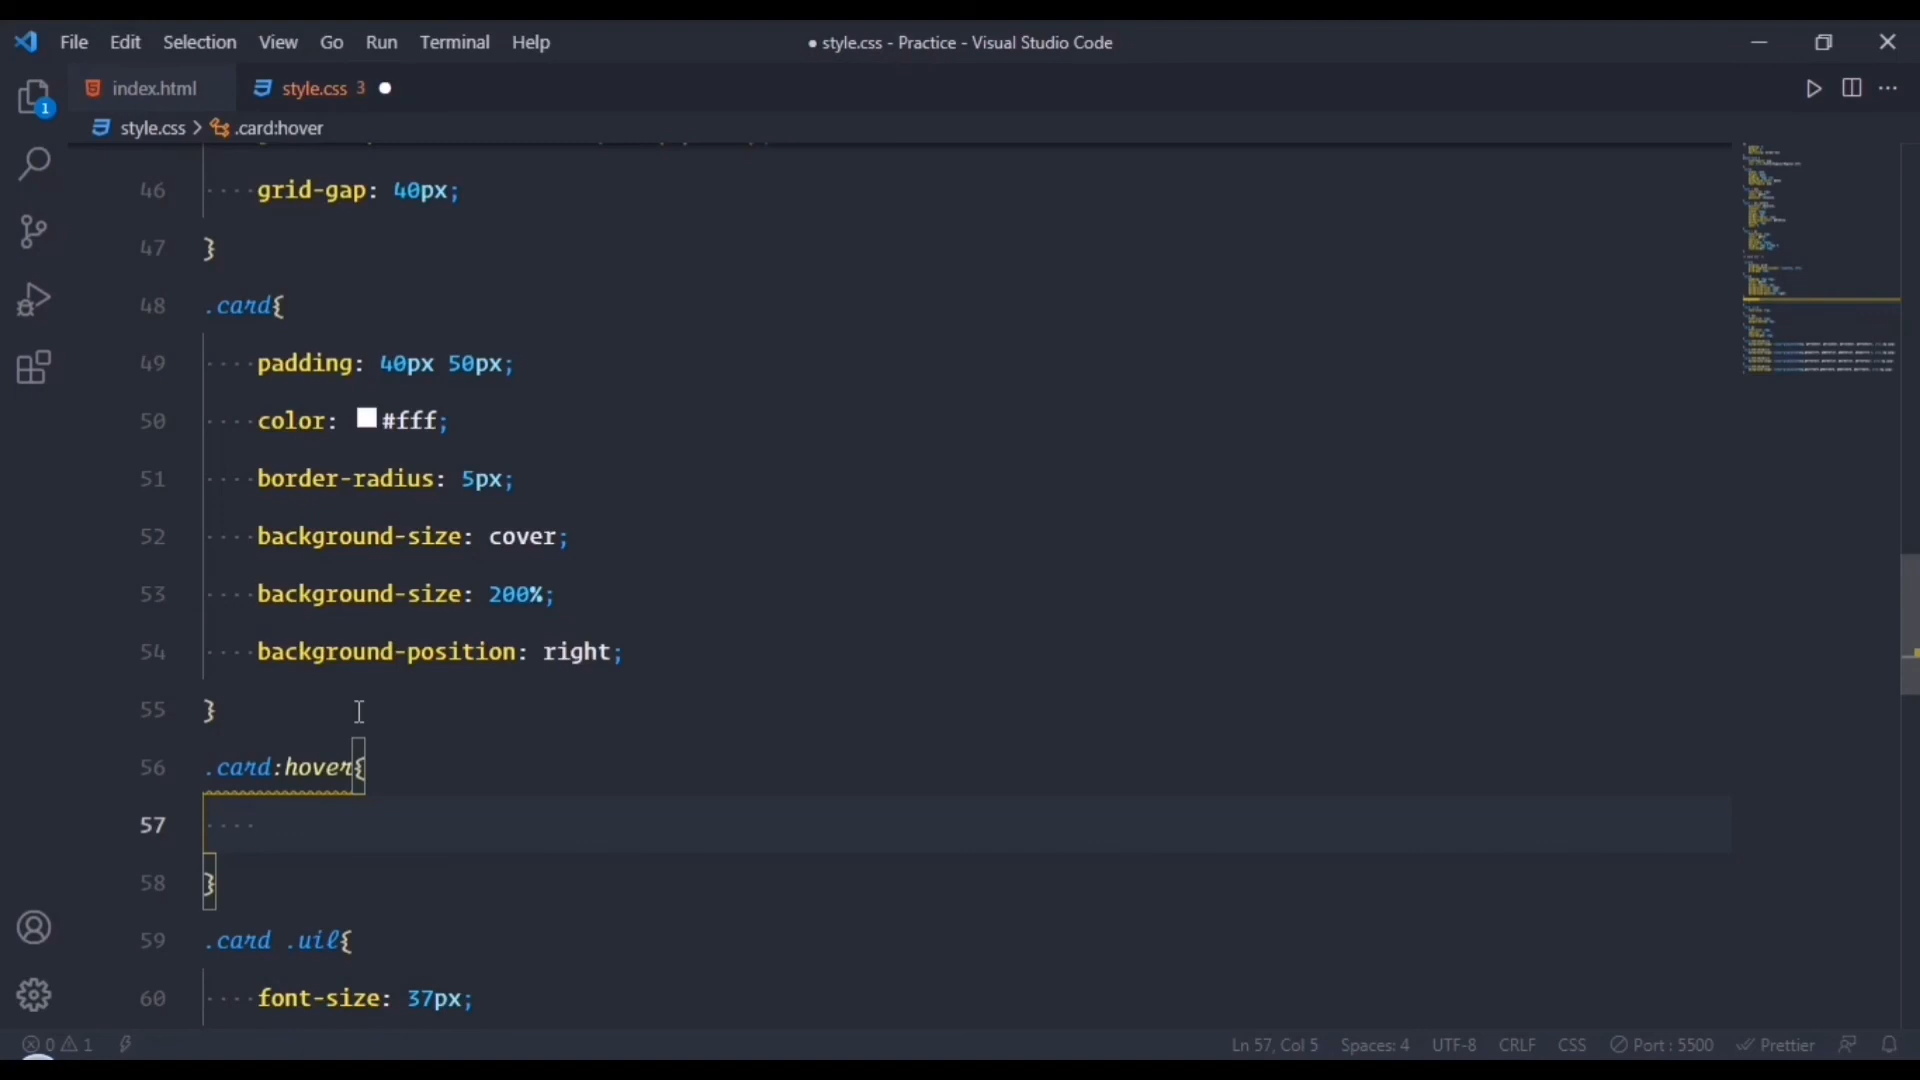 File Edit Selection View Go Run Terminal Help
● style.css - Practice - Visual Studio Code
index.html
style.css 3 ●
style.css > .card:hover
1
46 ····grid-gap: 40px;
47 }
48 .card{
49 ····padding: 40px 50px;
50 ····color: #fff;
51 ····border-radius: 5px;
52 ····background-size: cover;
53 ····background-size: 200%;
54 ····background-position: right;
55 }
56 .card:hover{
57 ····
58 }
59 .card .uil{
60 ····font-size: 37px;
0 1 Ln 57, Col 5 Spaces: 4 UTF-8 CRLF CSS Port : 5500 Prettier